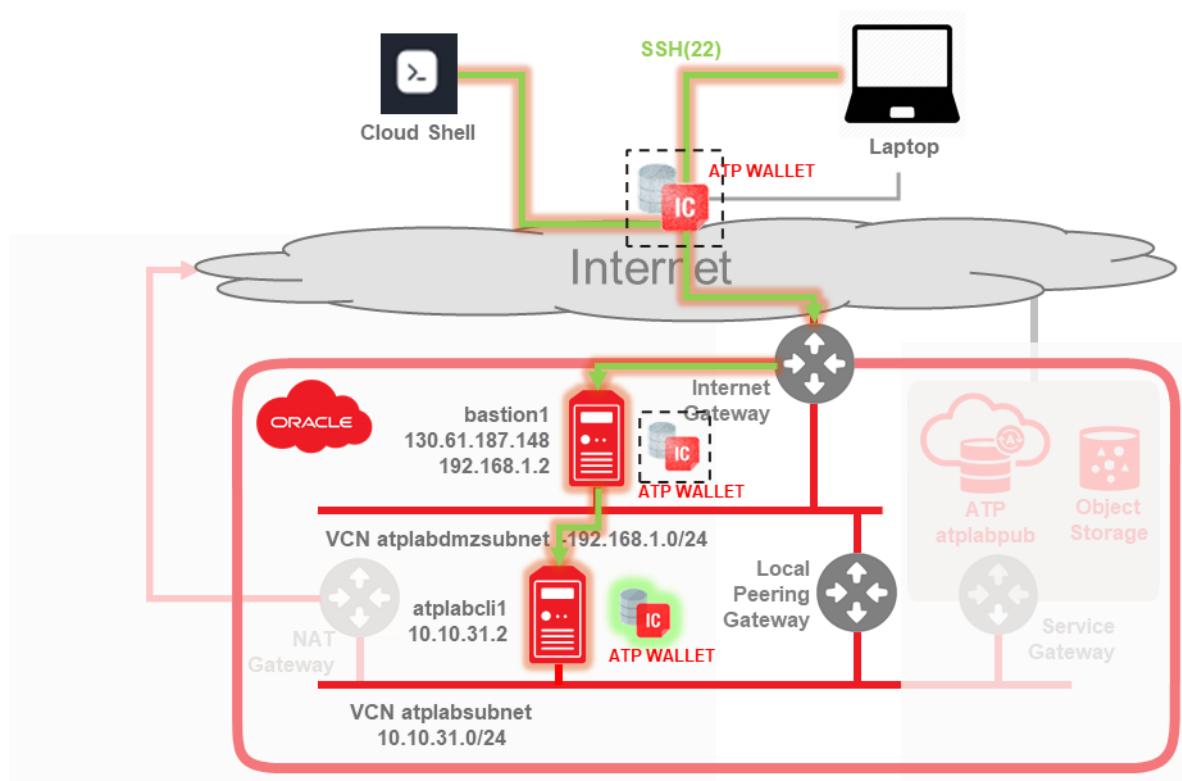 SSH(22)
Cloud Shell
Laptop
ATP WALLET
IC
Internet
Internet
Gateway
ORACLE
bastion1
130.61.187.148
192.168.1.2
IC
ATP WALLET
A
ATP
atplabpub
Object
Storage
VCN atplabdmzsubnet -192.168.1.0/24
Local
Peering
Gateway
atplabcli1
10.10.31.2
IC
ATP WALLET
NAT
Gateway
Service
Gateway
VCN atplabsubnet
10.10.31.0/24